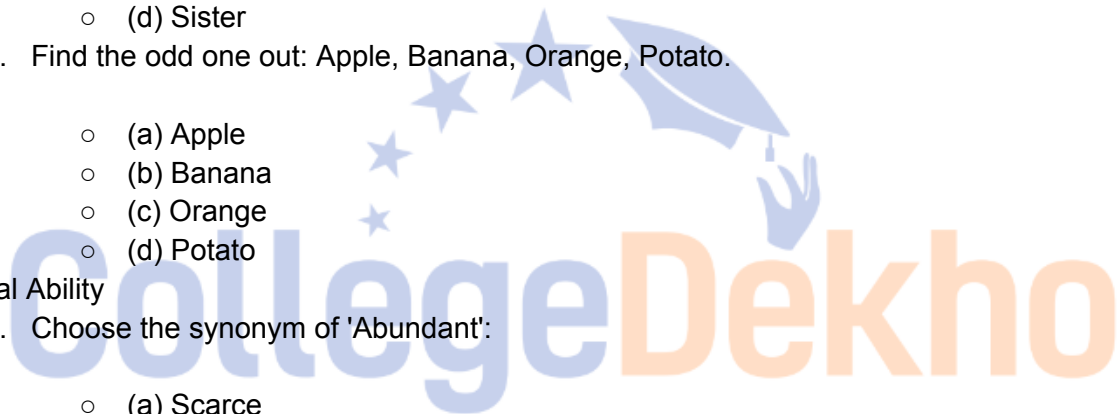 ○ (d) Sister
. Find the odd one out: Apple, Banana, Orange, Potato.
○ (a) Apple
○ (b) Banana
○ (c) Orange
○ (d) Potato
al Ability
. Choose the synonym of 'Abundant':
○ (a) Scarce
CollegeDekho